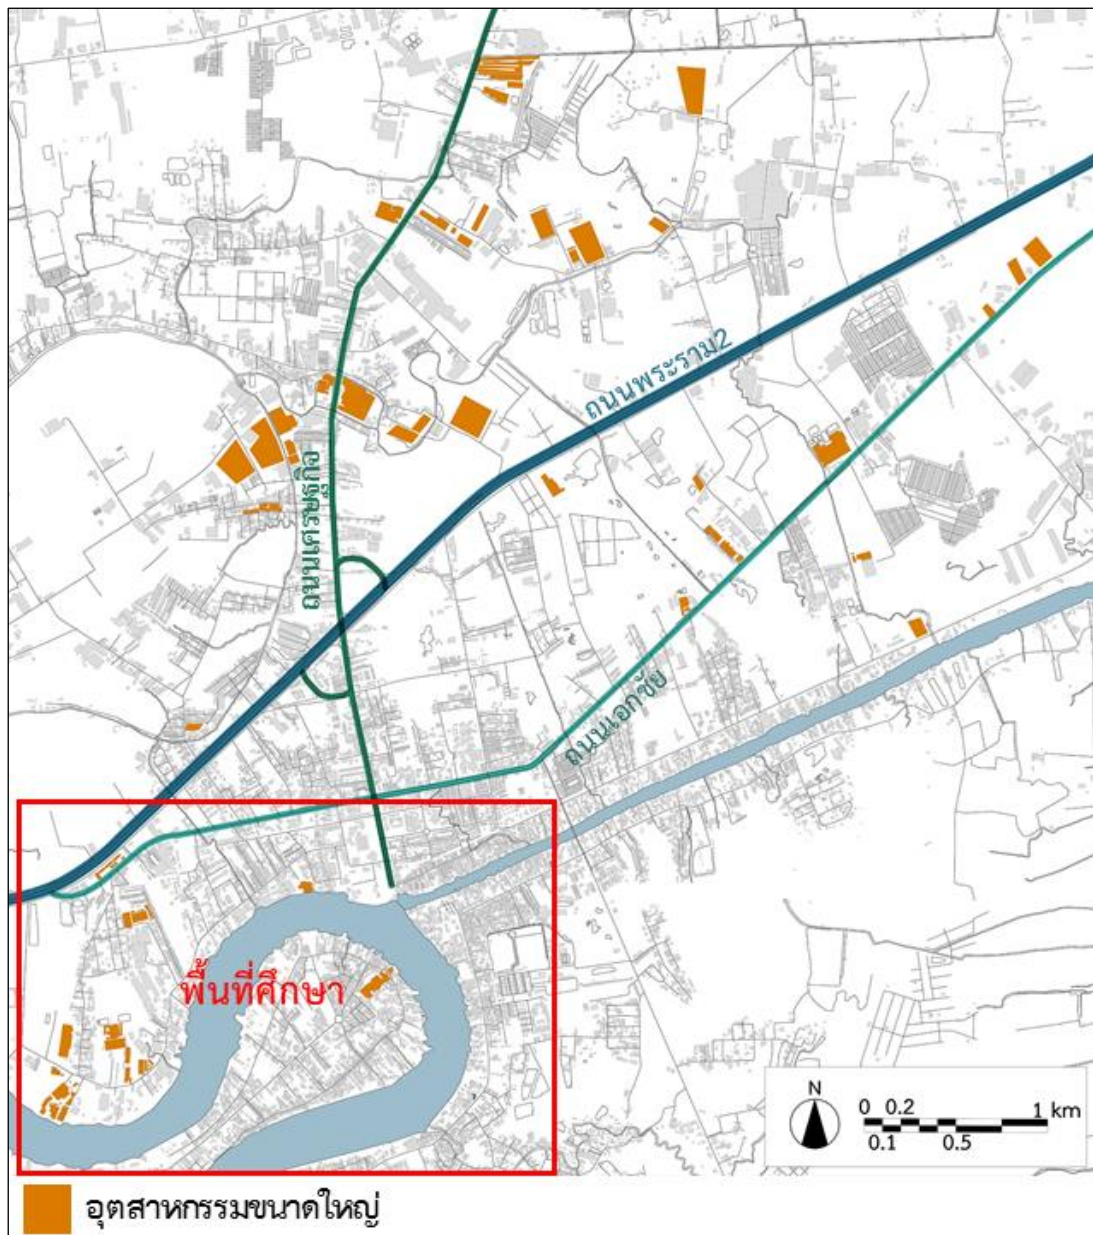 ถนนพระราม2
ถนนเศรษฐกิจ
ถนนเอกชัย
พื้นที่ศึกษา
N
0 0.2 1 km
0.1 0.5
อุตสาหกรรมขนาดใหญ่